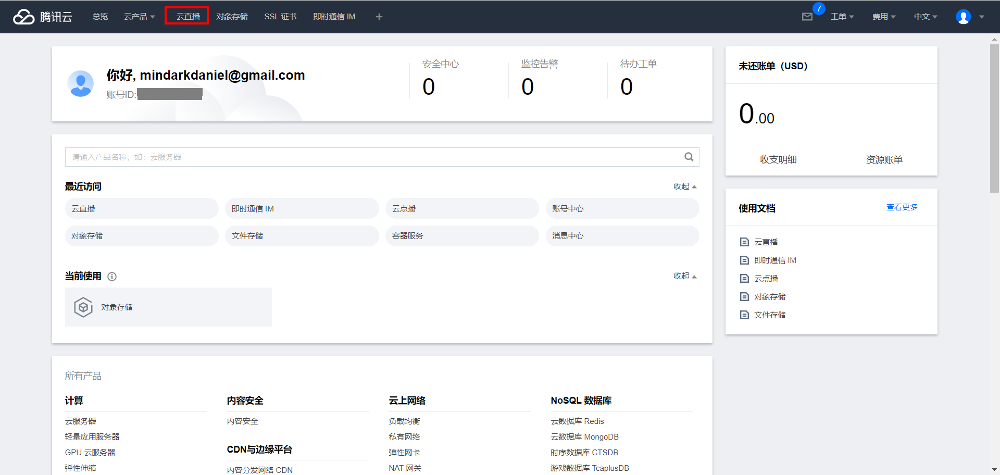 腾讯云 总览 云产品 云直播 对象存储 SSL 证书 即时通信 IM 7 工单 费用 中文
你好, mindarkdaniel@gmail.com
账号ID:
安全中心 监控告警 待办工单
0 0 0
未还账单（USD）
0.00
收支明细 资源账单
请输入产品名称，如：云服务器
最近访问 收起
云直播 即时通信 IM 云点播 账号中心
对象存储 文件存储 容器服务 消息中心
当前使用 收起
对象存储
使用文档 查看更多
云直播
即时通信 IM
云点播
对象存储
文件存储
所有产品
计算
云服务器
轻量应用服务器
GPU 云服务器
弹性伸缩
内容安全
内容安全
CDN与边缘平台
内容分发网络 CDN
云上网络
负载均衡
私有网络
弹性网卡
NAT 网关
NoSQL 数据库
云数据库 Redis
云数据库 MongoDB
时序数据库 CTSDB
游戏数据库 TcaplusDB